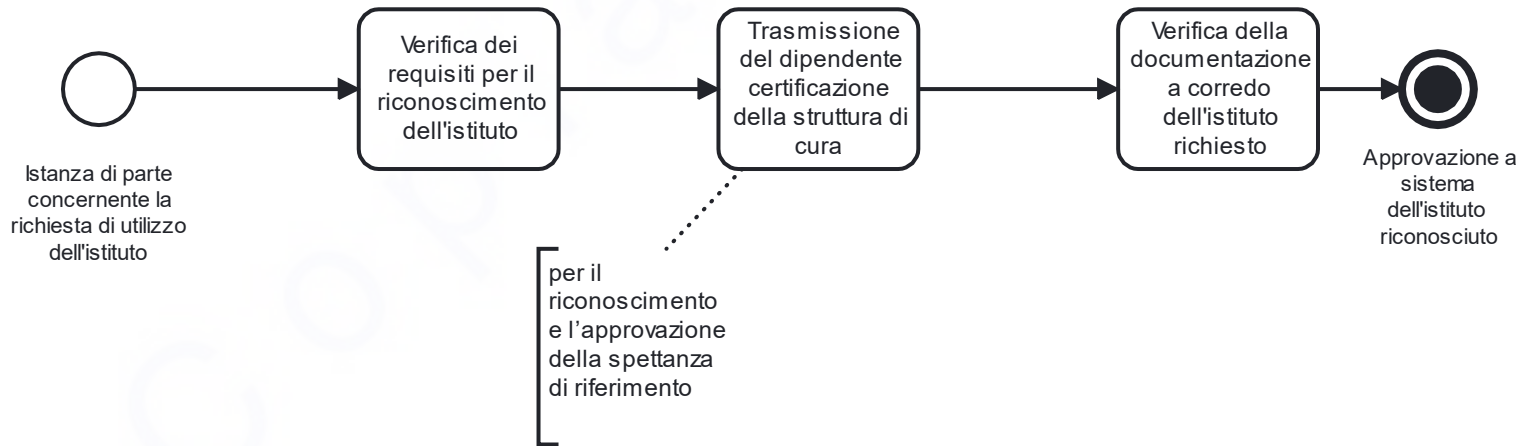 Verifica dei
requisiti per il
riconoscimento
dell'istituto
Trasmissione
del dipendente
certificazione
della struttura di
cura
Verifica della
documentazione
a corredo
dell'istituto
richiesto
Istanza di parte
concernente la
richiesta di utilizzo
dell'istituto
Approvazione a
sistema
dell'istituto
riconosciuto
per il
riconoscimento
e l’approvazione
della spettanza
di riferimento